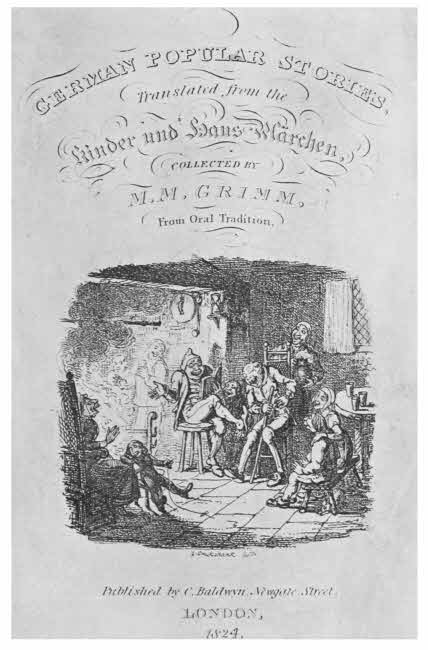 GERMAN POPULAR STORIES,
Translated from the
Kinder und Haus Märchen,
COLLECTED BY
M.M. GRIMM,
From Oral Tradition.
Published by C. Baldwyn, Newgate Street,
LONDON,
1824.